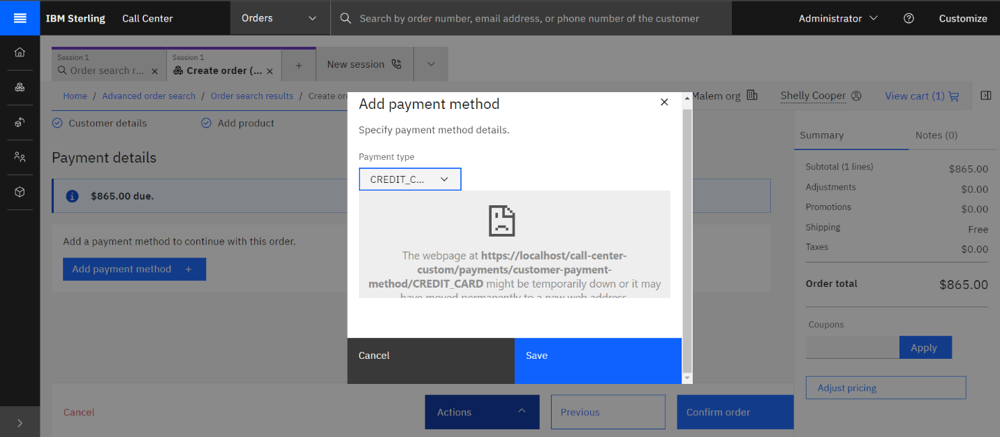 IBM Sterling Call Center Orders Search by order number, email address, or phone number of the customer Administrator Customize
Session 1
Order search r...
Session 1
Create order (...
+
New session
Home / Advanced order search / Order search results / Create or
Malem org Shelly Cooper View cart (1)
Customer details Add product
Payment details
$865.00 due.
Add a payment method to continue with this order.
Add payment method +
Add payment method
Specify payment method details.
Payment type
CREDIT_C...
The webpage at https://localhost/call-center-
custom/payments/customer-payment-
method/CREDIT_CARD might be temporarily down or it may
have moved permanently to a new web address.
Cancel Save
Summary Notes (0)
Subtotal (1 lines) $865.00
Adjustments $0.00
Promotions $0.00
Shipping Free
Taxes $0.00
Order total $865.00
Coupons
Apply
Adjust pricing
Cancel Actions Previous Confirm order